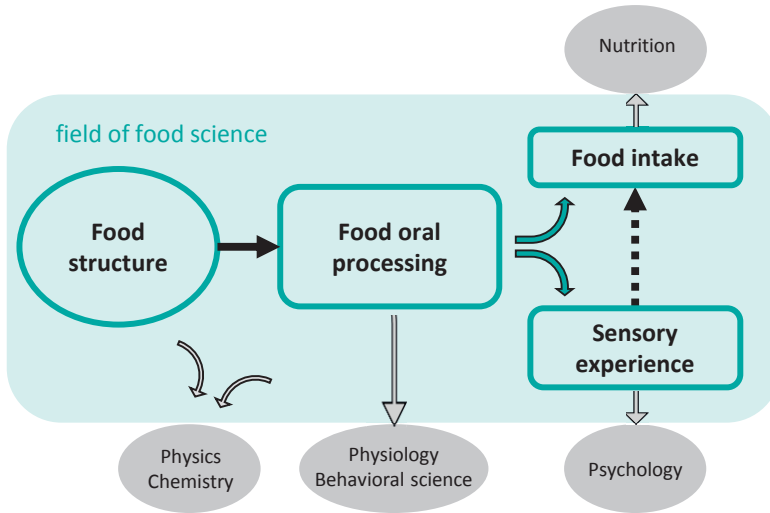 Nutrition
field of food science
Food intake
Food
structure
Food oral
processing
Sensory
experience
Physics
Chemistry
Physiology
Behavioral science
Psychology